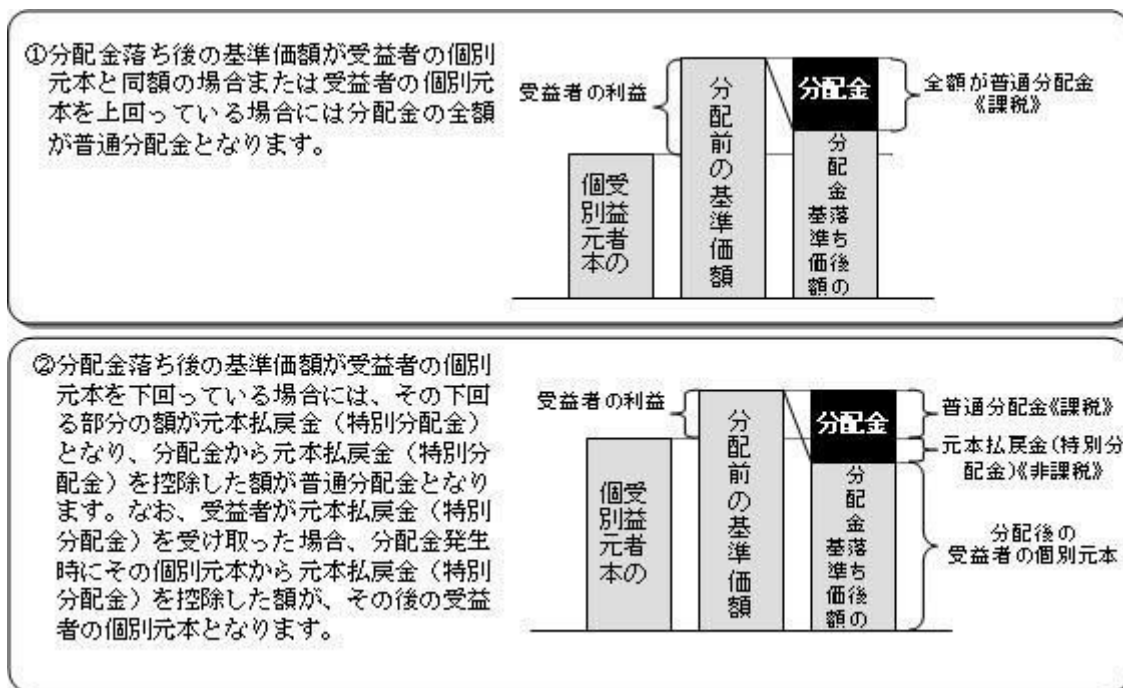 ①分配金落ち後の基準価額が受益者の個別
元本と同額の場合または受益者の個別元
本を上回っている場合には分配金の全額
が普通分配金となります。
受益者の利益
受益者の
個別元本
分配前の基準価額
分配金
分配金落ち後の
基準価額
全額が普通分配金
《課税》
②分配金落ち後の基準価額が受益者の個別
元本を下回っている場合には、その下回
る部分の額が元本払戻金（特別分配金）
となり、分配金から元本払戻金（特別分
配金）を控除した額が普通分配金となり
ます。なお、受益者が元本払戻金（特別
分配金）を受け取った場合、分配金発生
時にその個別元本から元本払戻金（特別
分配金）を控除した額が、その後の受益
者の個別元本となります。
受益者の利益
受益者の
個別元本
分配前の基準価額
分配金
分配金落ち後の
基準価額
普通分配金《課税》
元本払戻金(特別分
配金)《非課税》
分配後の
受益者の個別元本